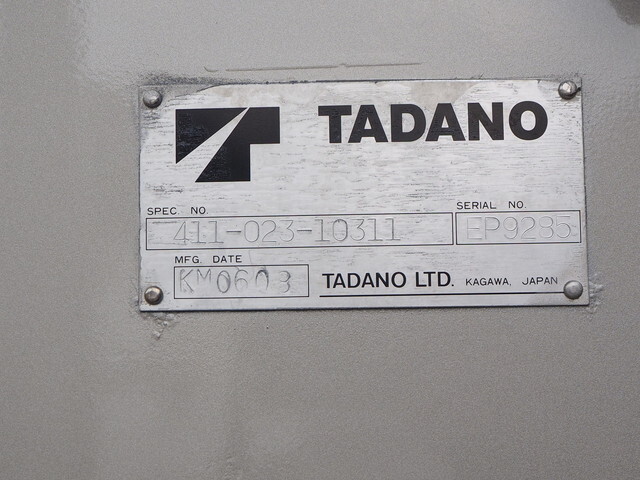 TADANO
SPEC. NO.
SERIAL NO.
411-023-10311
EP9285
MFG. DATE
KM0603
TADANO LTD. KAGAWA, JAPAN